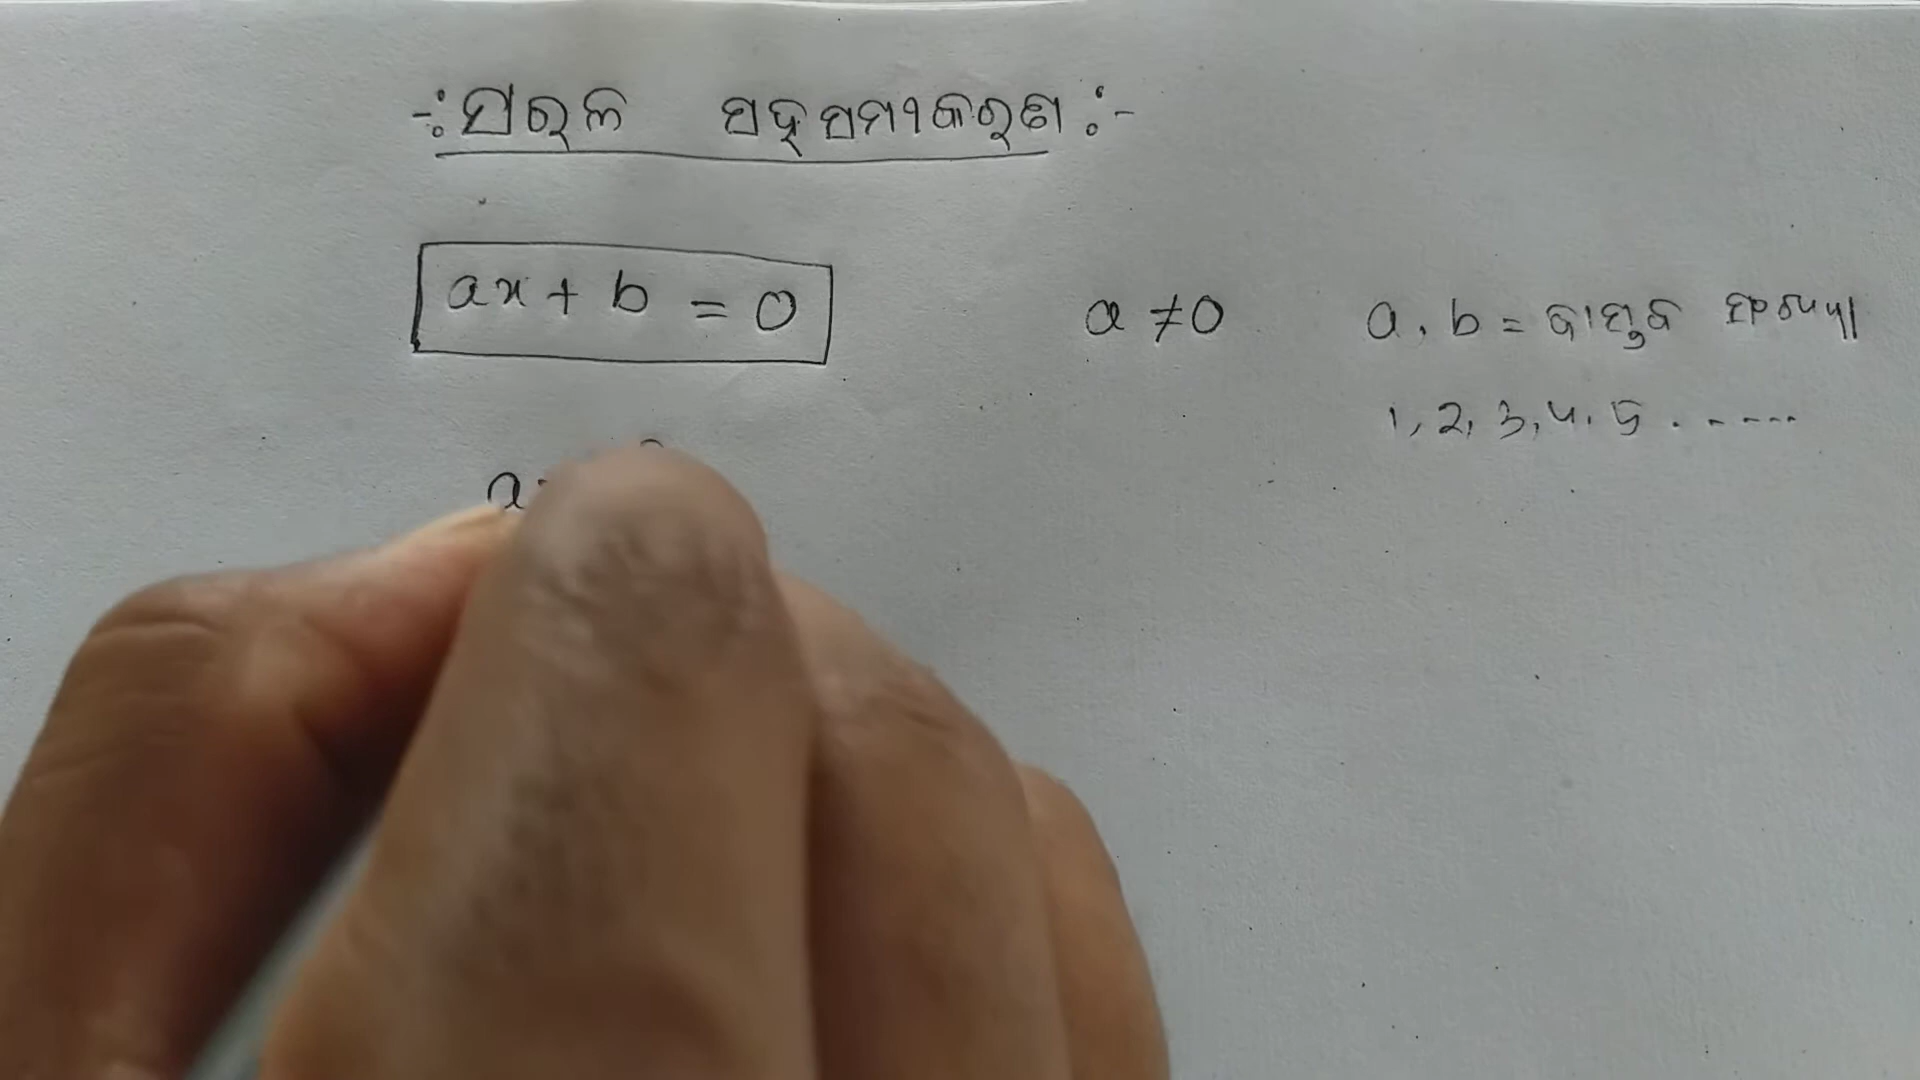 -: ସରଳ ସହସମୀକରଣ :-
ax + b = 0 a ≠ 0 a, b = ବାସ୍ତବ ସଂଖ୍ୟା
1, 2, 3, 4, 5 . - - - - -
a